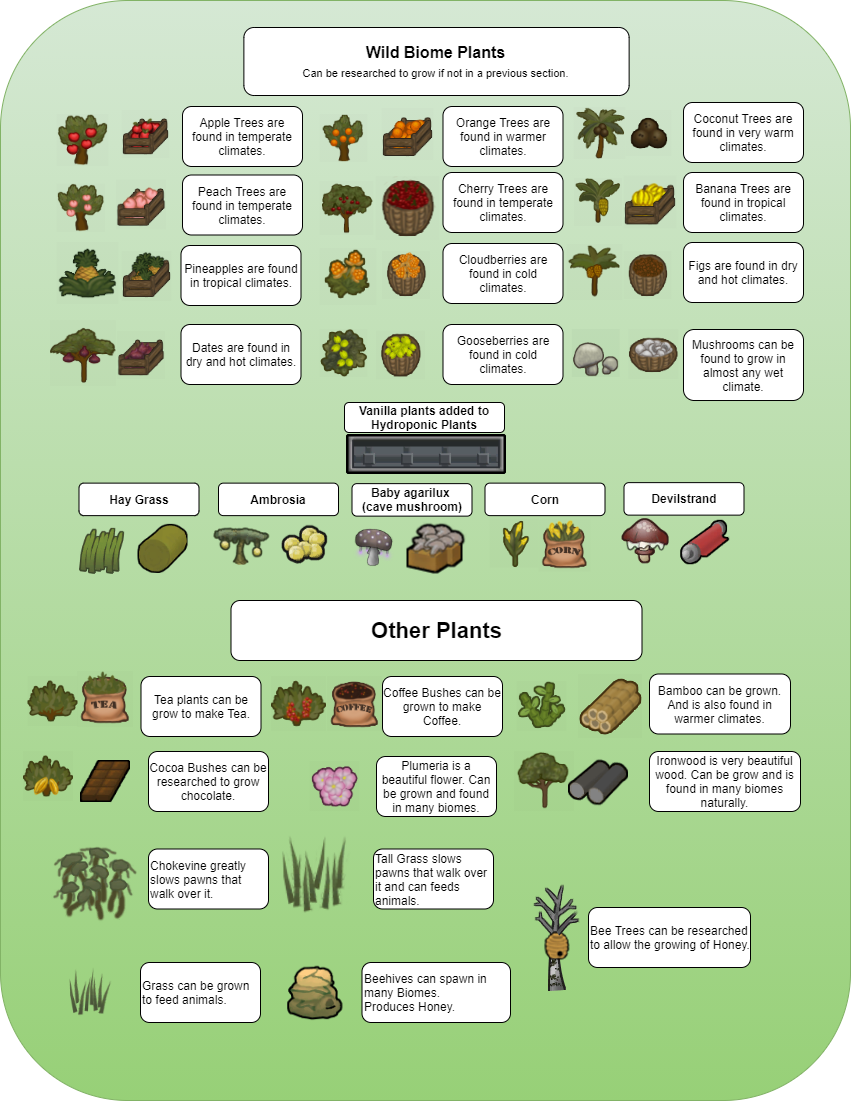 Wild Biome Plants
Can be researched to grow if not in a previous section.
Apple Trees are
found in temperate
climates.
Orange Trees are
found in warmer
climates.
Coconut Trees are
found in very warm
climates.
Peach Trees are
found in temperate
climates.
Cherry Trees are
found in temperate
climates.
Banana Trees are
found in tropical
climates.
Pineapples are found
in tropical climates.
Cloudberries are
found in cold
climates.
Figs are found in dry
and hot climates.
Dates are found in
dry and hot climates.
Gooseberries are
found in cold
climates.
Mushrooms can be
found to grow in
almost any wet
climate.
Vanilla plants added to
Hydroponic Plants
Hay Grass
Ambrosia
Baby agarilux
(cave mushroom)
Corn
Devilstrand
CORN
Other Plants
TEA
Tea plants can be
grow to make Tea.
COFFEE
Coffee Bushes can be
grown to make
Coffee.
Bamboo can be grown.
And is also found in
warmer climates.
Cocoa Bushes can be
researched to grow
chocolate.
Plumeria is a
beautiful flower. Can
be grown and found
in many biomes.
Ironwood is very beautiful
wood. Can be grow and is
found in many biomes
naturally.
Chokevine greatly
slows pawns that
walk over it.
Tall Grass slows
pawns that walk over
it and can feeds
animals.
Bee Trees can be researched
to allow the growing of Honey.
Grass can be grown
to feed animals.
Beehives can spawn in
many Biomes.
Produces Honey.